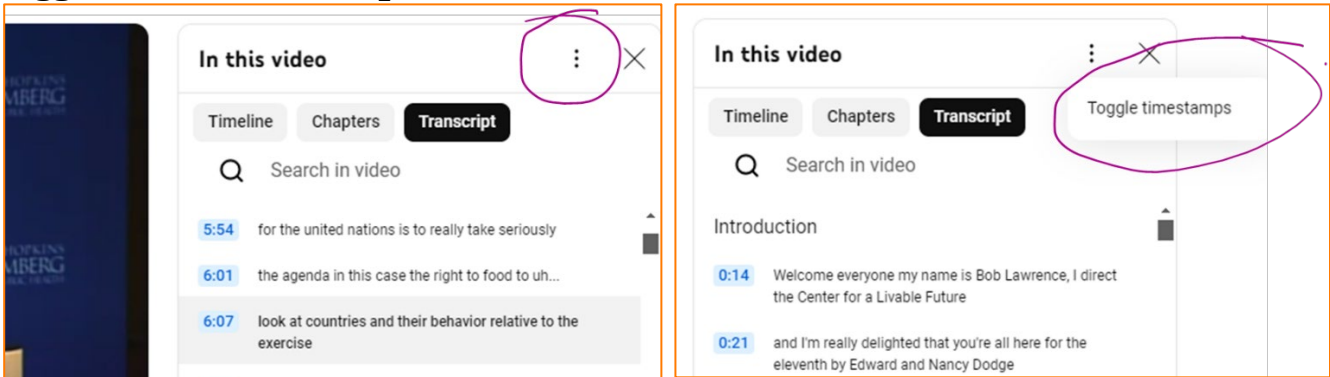 HOPKINS
MBERG
In this video
Timeline Chapters Transcript
Search in video
5:54 for the united nations is to really take seriously
6:01 the agenda in this case the right to food to uh...
6:07 look at countries and their behavior relative to the
exercise
HOPKINS
MBERG
In this video
Toggle timestamps
Timeline Chapters Transcript
Search in video
Introduction
0:14 Welcome everyone my name is Bob Lawrence, I direct
the Center for a Livable Future
0:21 and I'm really delighted that you're all here for the
eleventh by Edward and Nancy Dodge